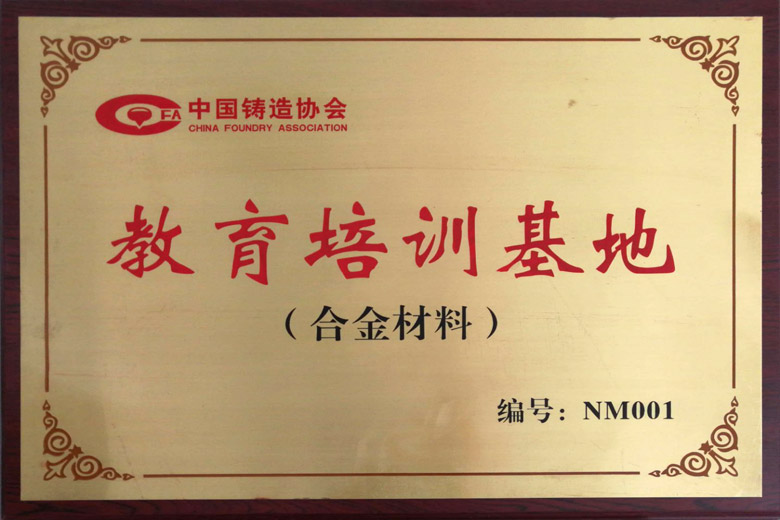 FA 中国铸造协会
CHINA FOUNDRY ASSOCIATION
教育培训基地
（合金材料）
编号：NM001